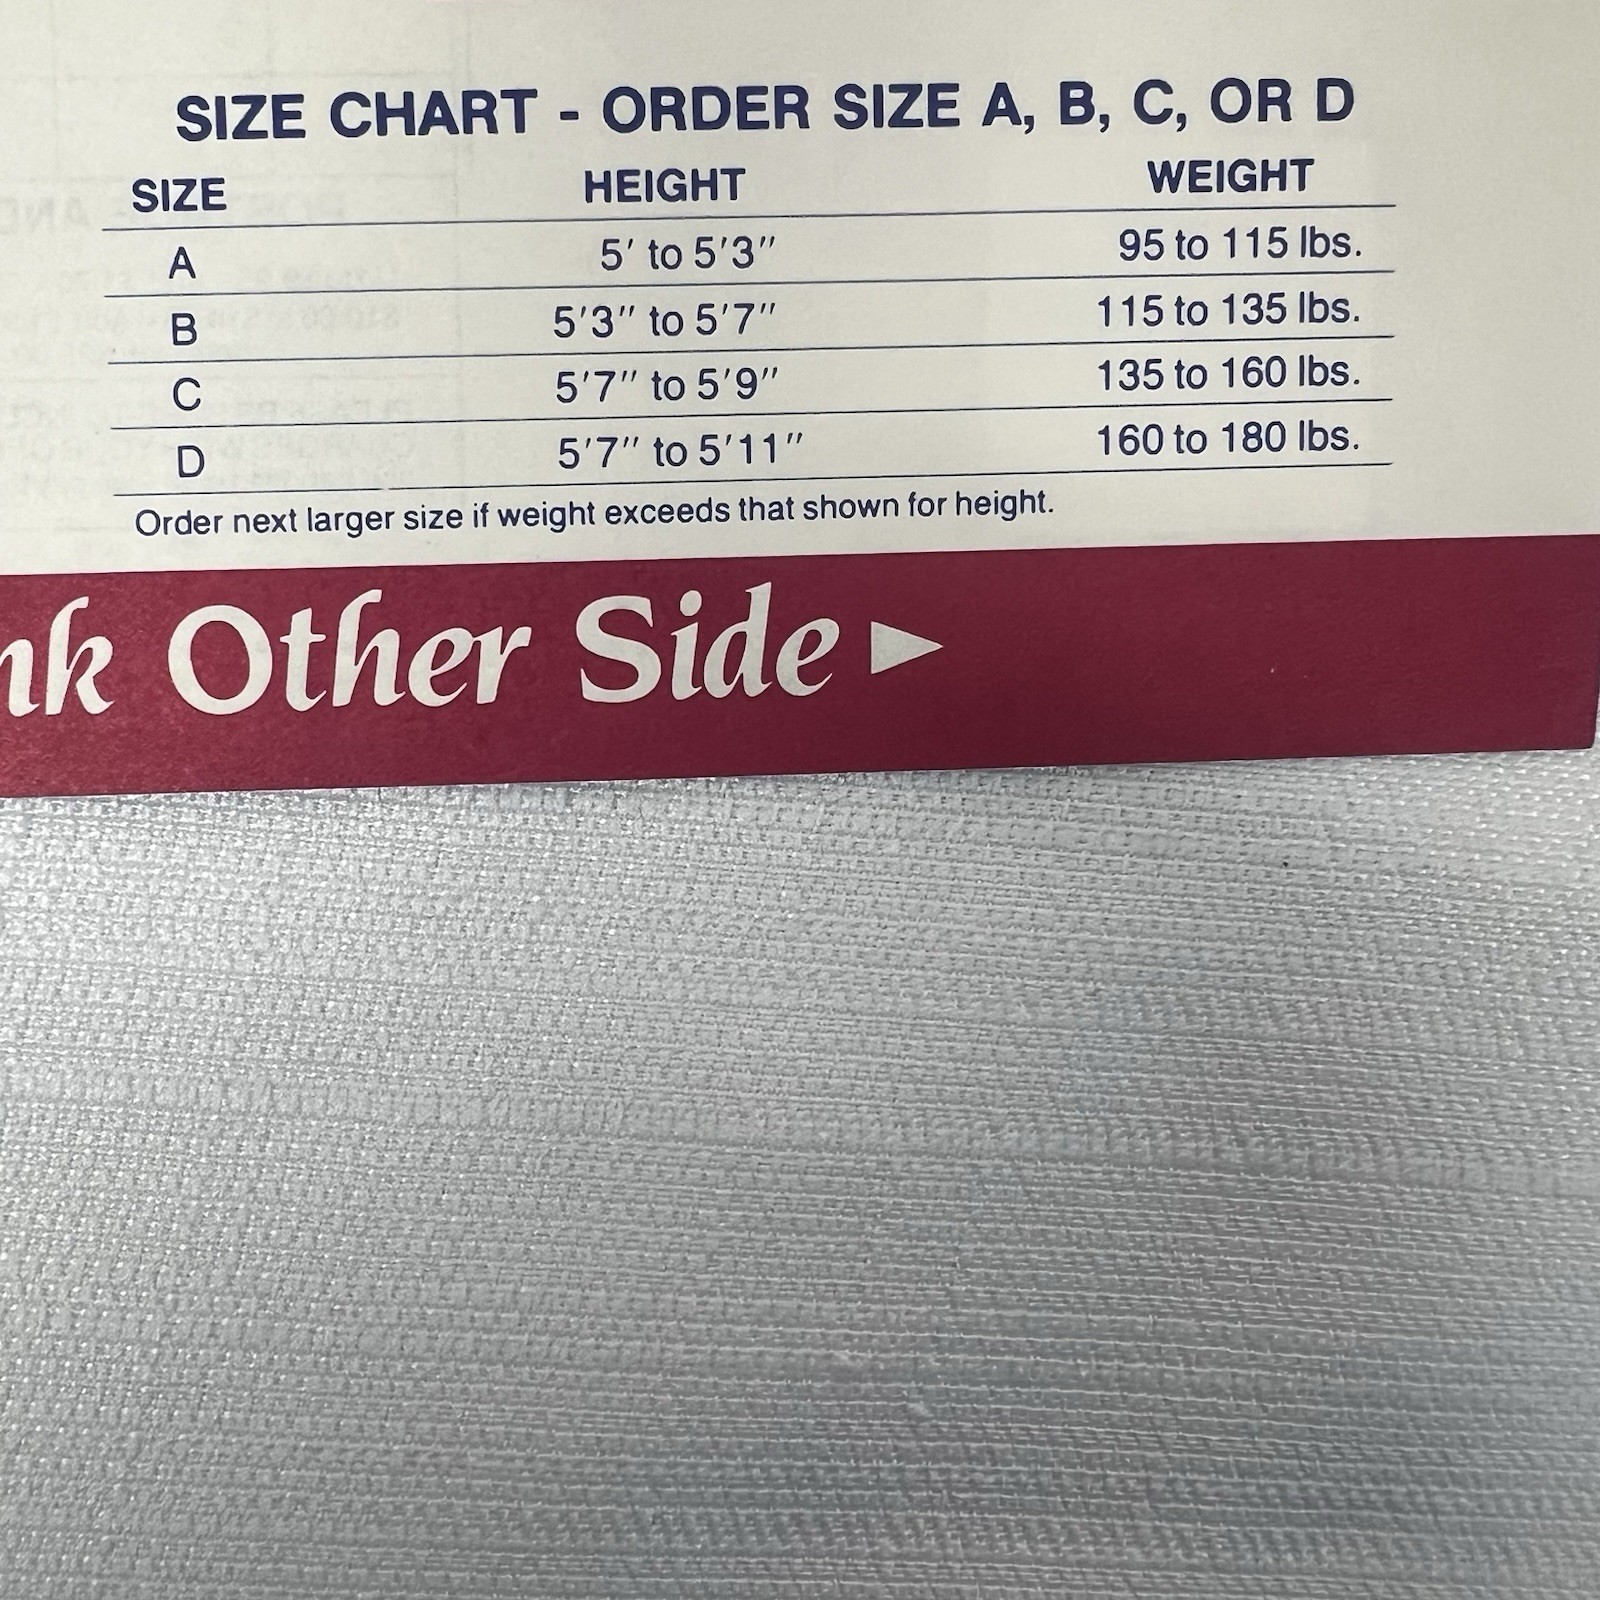 SIZE CHART - ORDER SIZE A, B, C, OR D
SIZE HEIGHT WEIGHT
A 5' to 5'3" 95 to 115 lbs.
B 5'3" to 5'7" 115 to 135 lbs.
C 5'7" to 5'9" 135 to 160 lbs.
D 5'7" to 5'11" 160 to 180 lbs.
Order next larger size if weight exceeds that shown for height.
Other Side ►